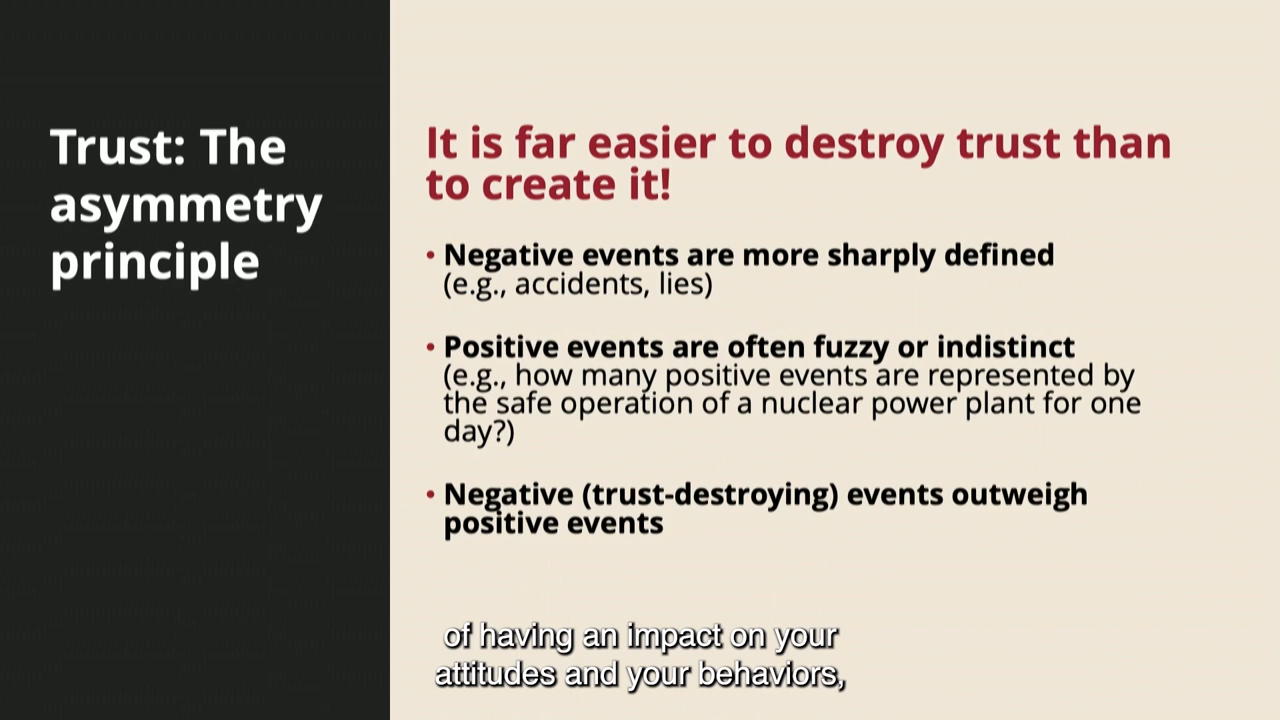 Trust: The
asymmetry
principle
It is far easier to destroy trust than
to create it!
• Negative events are more sharply defined
(e.g., accidents, lies)
• Positive events are often fuzzy or indistinct
(e.g., how many positive events are represented by
the safe operation of a nuclear power plant for one
day?)
• Negative (trust-destroying) events outweigh
positive events
of having an impact on your
attitudes and your behaviors,